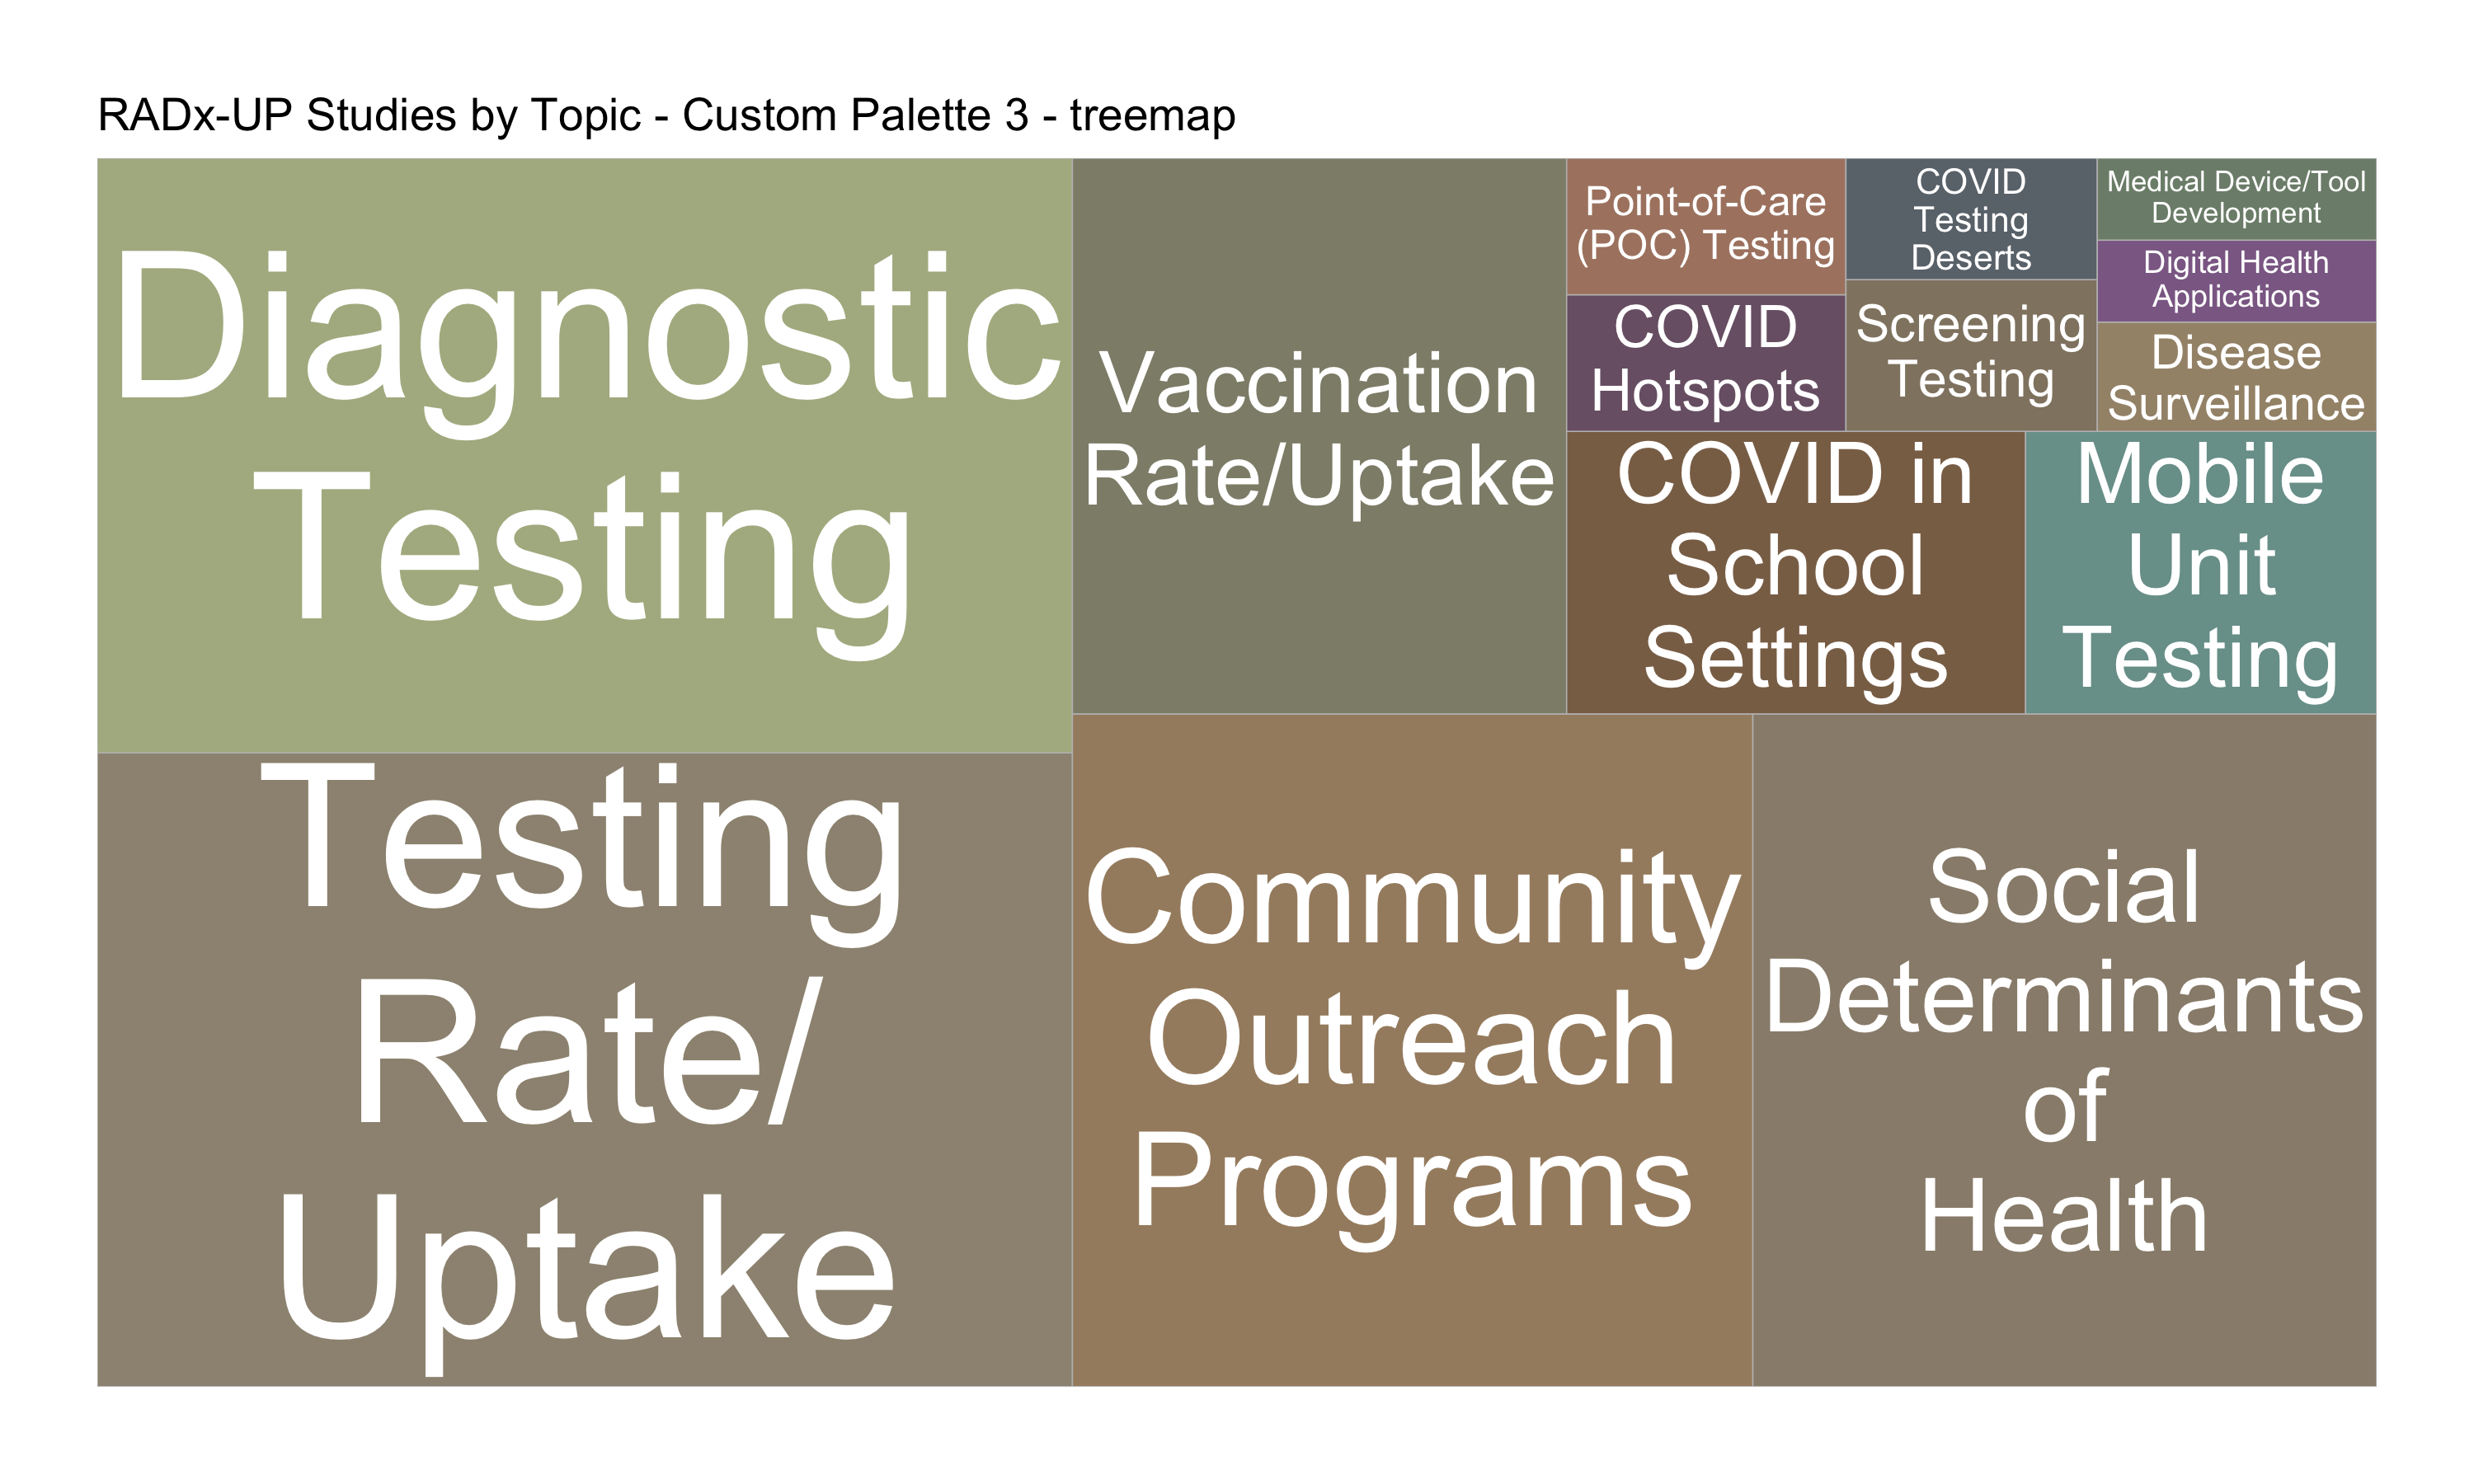 RADx-UP Studies by Topic - Custom Palette 3 - treemap
Diagnostic
Testing
Testing
Rate/
Uptake
Vaccination
Rate/Uptake
Point-of-Care
(POC) Testing
COVID
Hotspots
COVID
Testing
Deserts
Screening
Testing
Medical Device/Tool
Development
Digital Health
Applications
Disease
Surveillance
COVID in
School
Settings
Mobile
Unit
Testing
Community
Outreach
Programs
Social
Determinants
of
Health